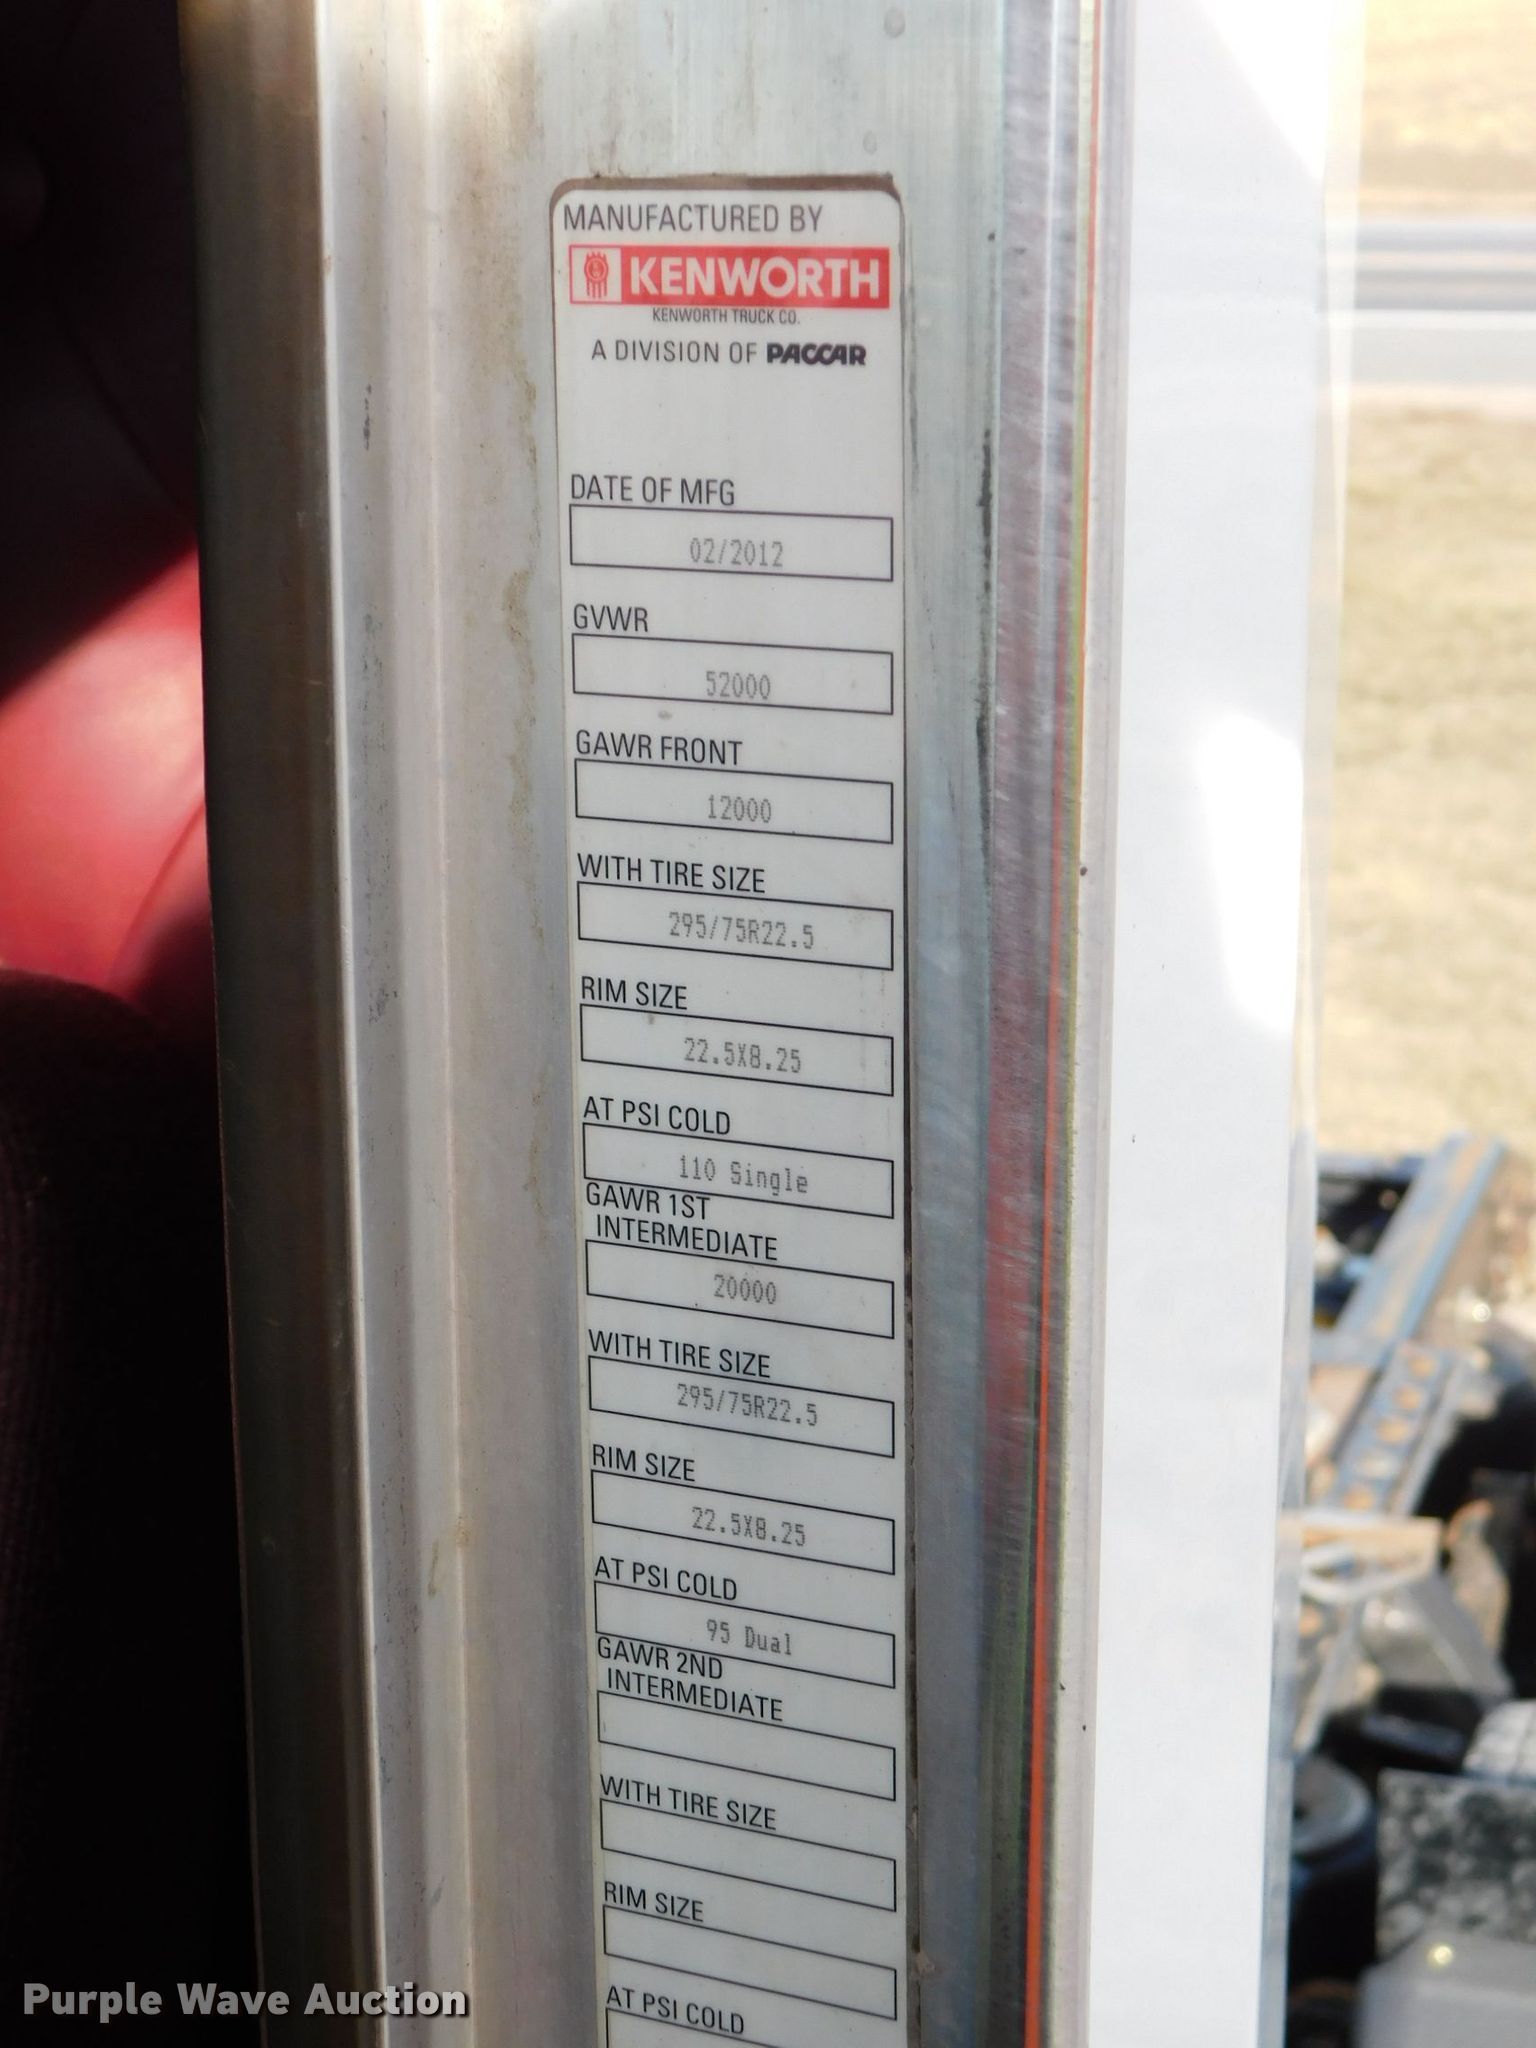 MANUFACTURED BY
KENWORTH
KENWORTH TRUCK CO.
A DIVISION OF PACCAR
DATE OF MFG
02/2012
GVWR
52000
GAWR FRONT
12000
WITH TIRE SIZE
295/75R22.5
RIM SIZE
22.5X8.25
AT PSI COLD
110 Single
GAWR 1ST
INTERMEDIATE
20000
WITH TIRE SIZE
295/75R22.5
RIM SIZE
22.5X8.25
AT PSI COLD
95 Dual
GAWR 2ND
INTERMEDIATE
WITH TIRE SIZE
RIM SIZE
AT PSI COLD
Purple Wave Auction